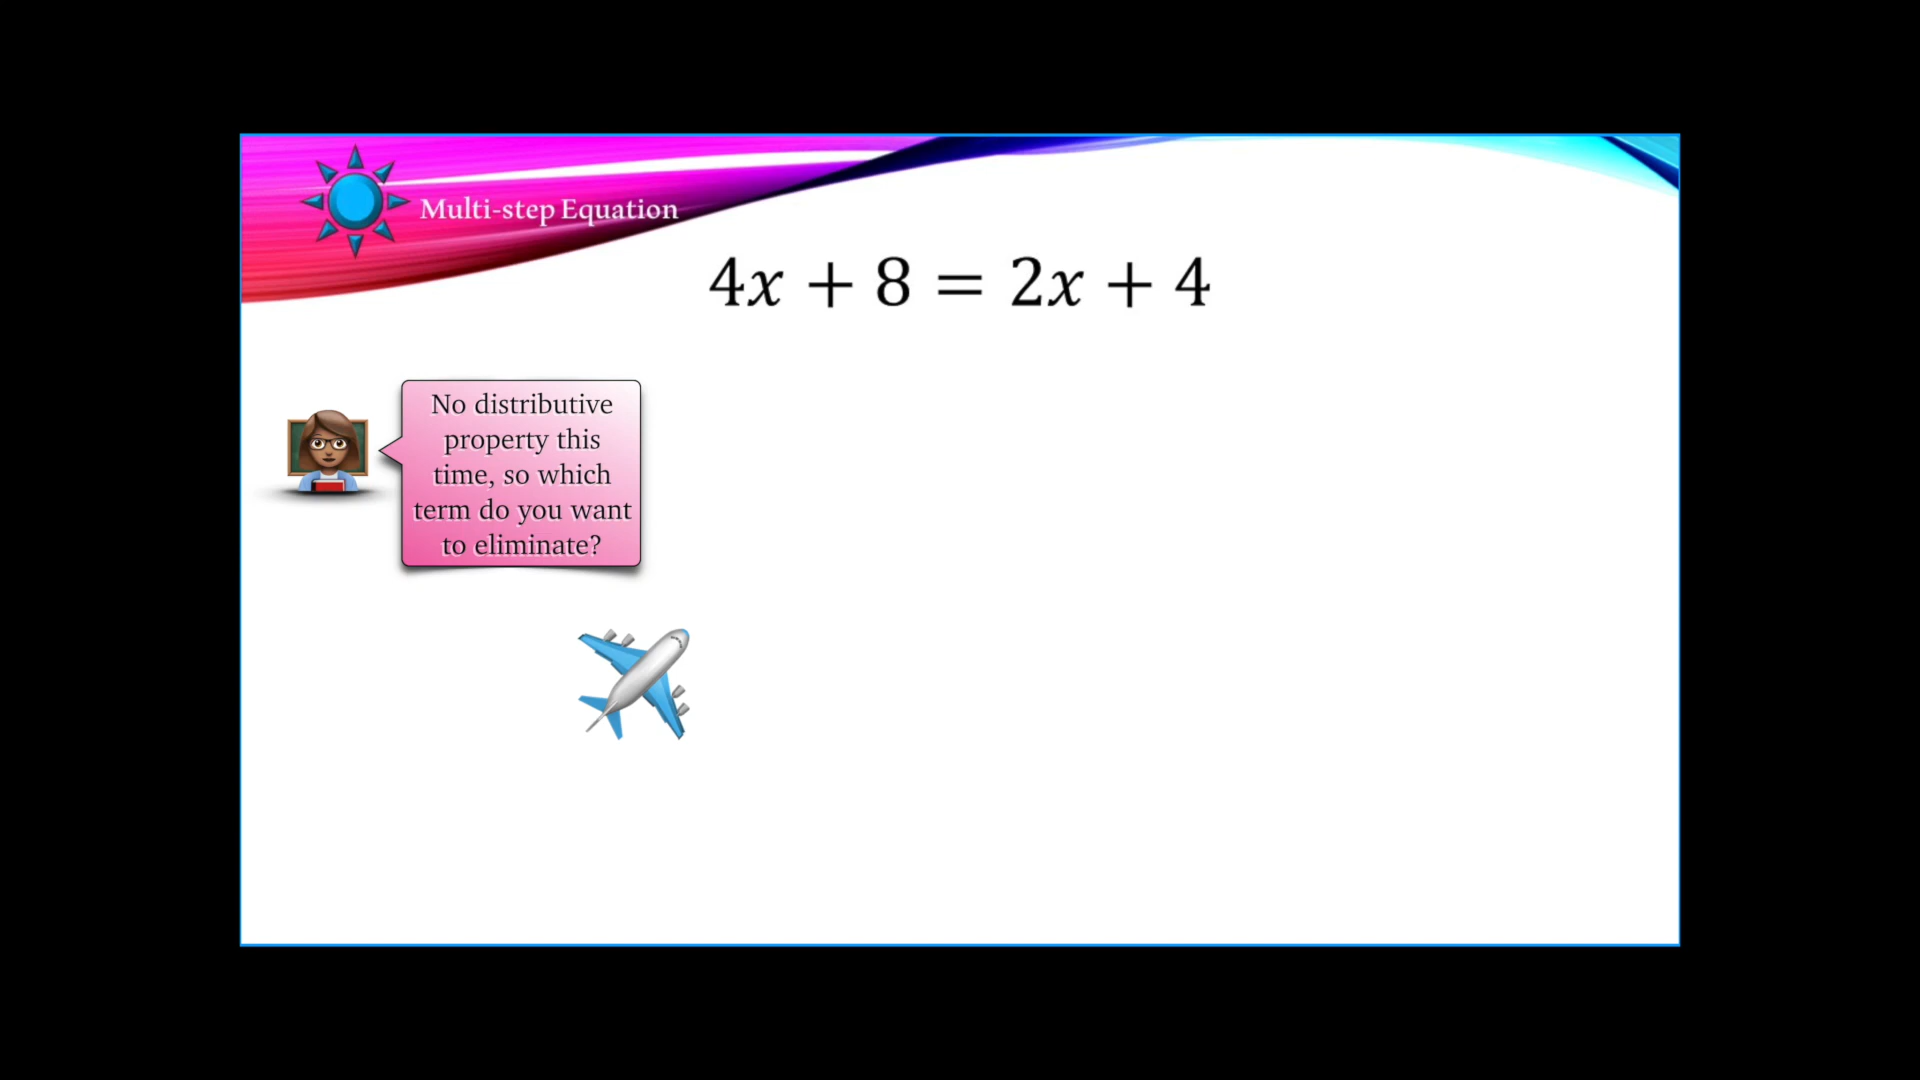 Multi-step Equation
4x + 8 = 2x + 4
No distributive
property this
time, so which
term do you want
to eliminate?